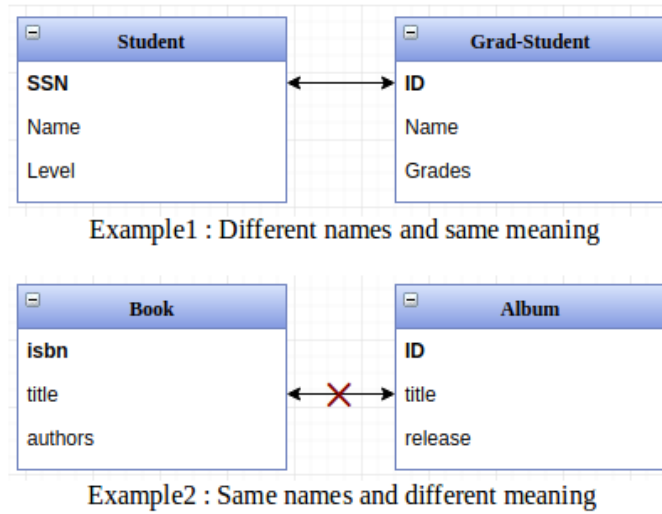 Student
SSN
Name
Level
Grad-Student
ID
Name
Grades
Example1 : Different names and same meaning
Book
isbn
title
authors
Album
ID
title
release
Example2 : Same names and different meaning